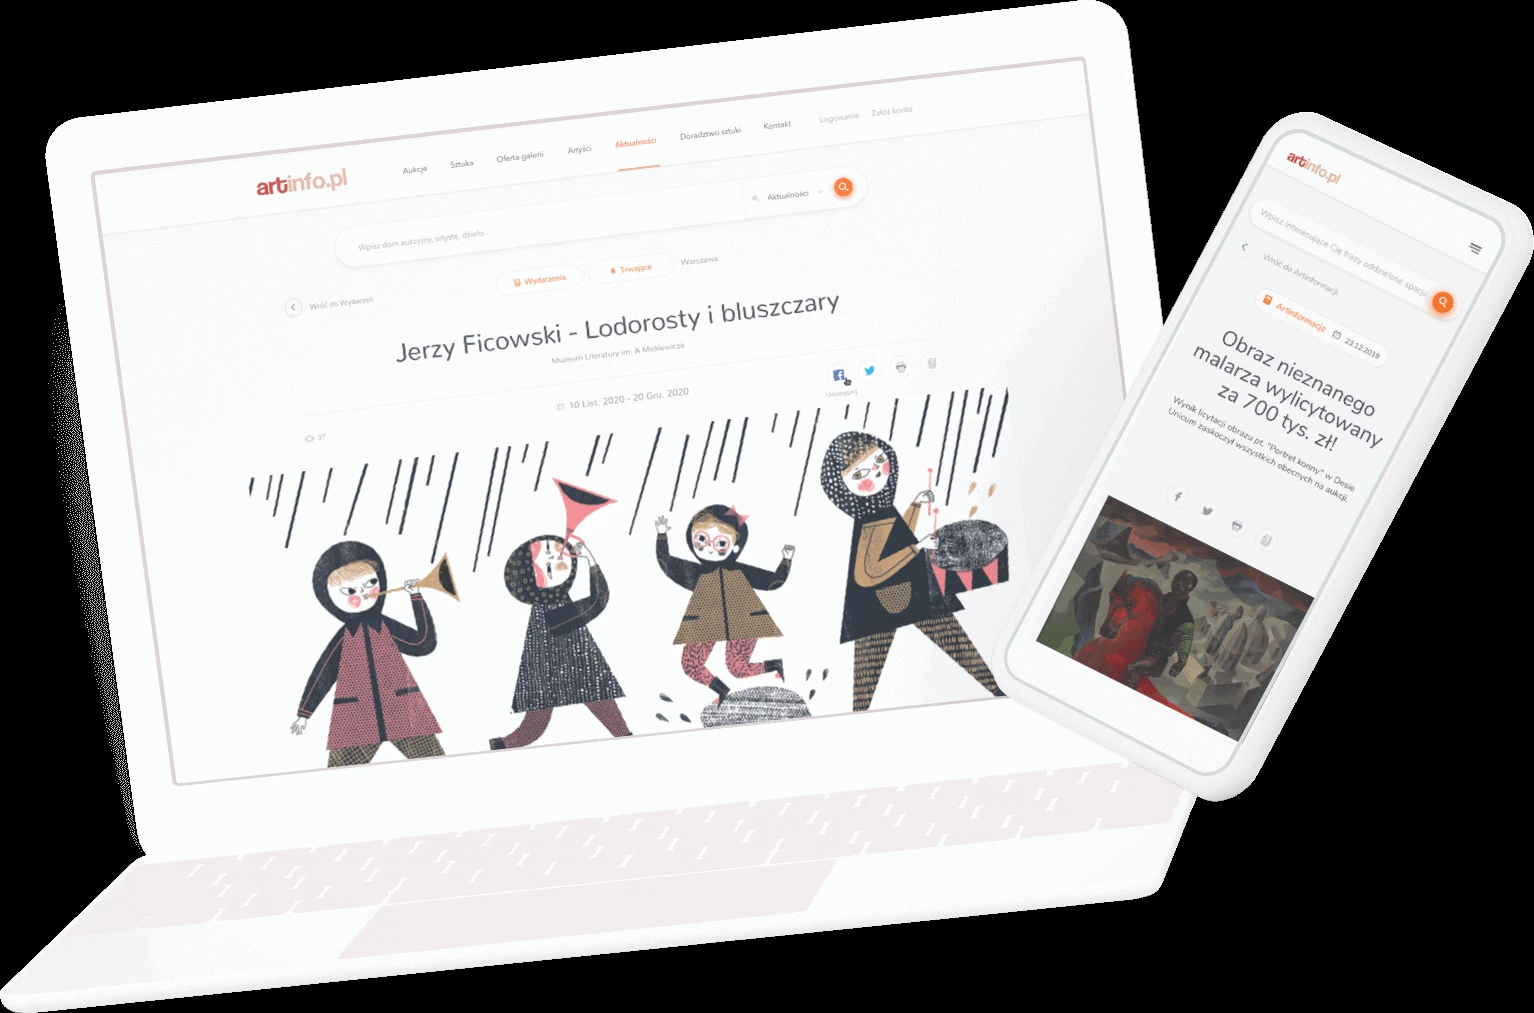 artinfo.pl
Aukcje Sztuka Oferta galerii Artyści Aktualności Doradztwo sztuki Kontakt Logowanie Załóż konto
Wpisz dom aukcyjny, artystę, dzieło...
Aktualności
Wróć do Wydarzeń
Wydarzenia Trwające Warszawa
Jerzy Ficowski - Lodorosty i bluszczary
Muzeum Literatury im. A Mickiewicza
10 List. 2020 - 20 Gru. 2020
Udostępnij
37
artinfo.pl
Wpisz interesujące Cię frazy oddzielone spacją
Wróć do Artinformacji
Artinformacje 23.12.2019
Obraz nieznanego
malarza wylicytowany
za 700 tys. zł!
Wynik licytacji obrazu pt. "Portret konny" w Desie
Unicum zaskoczył wszystkich obecnych na aukcji.